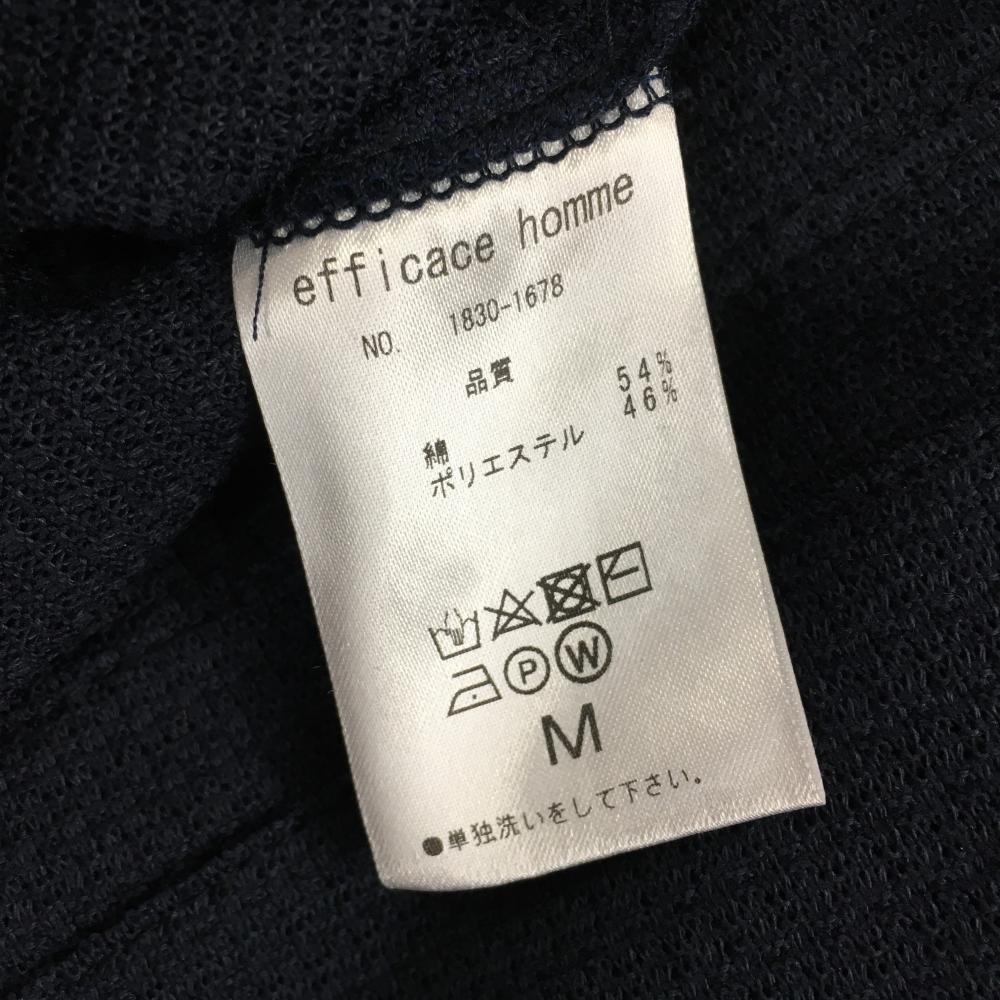 efficace homme
NO. 1830-1678
品質
綿 54%
ポリエステル 46%
P W
M
●単独洗いをして下さい。